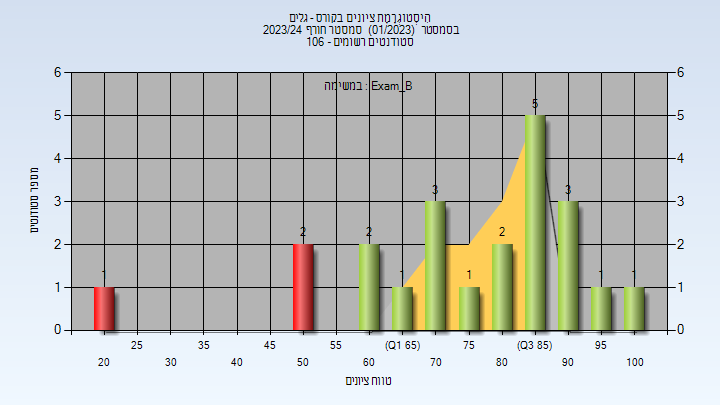 היסטוגרמת ציונים בקורס - גלים
בסמסטר (01/2023) סמסטר חורף 2023/24
סטודנטים רשומים - 106
במשימה : Exam_B
מספר סטודנטים
6 6
5 5
4 4
3 3
2 2
1 1
0 0
1 2 2 1 3 1 2 5 3 1 1
25 35 45 55 (Q1 65) 75 (Q3 85) 95
20 30 40 50 60 70 80 90 100
טווח ציונים